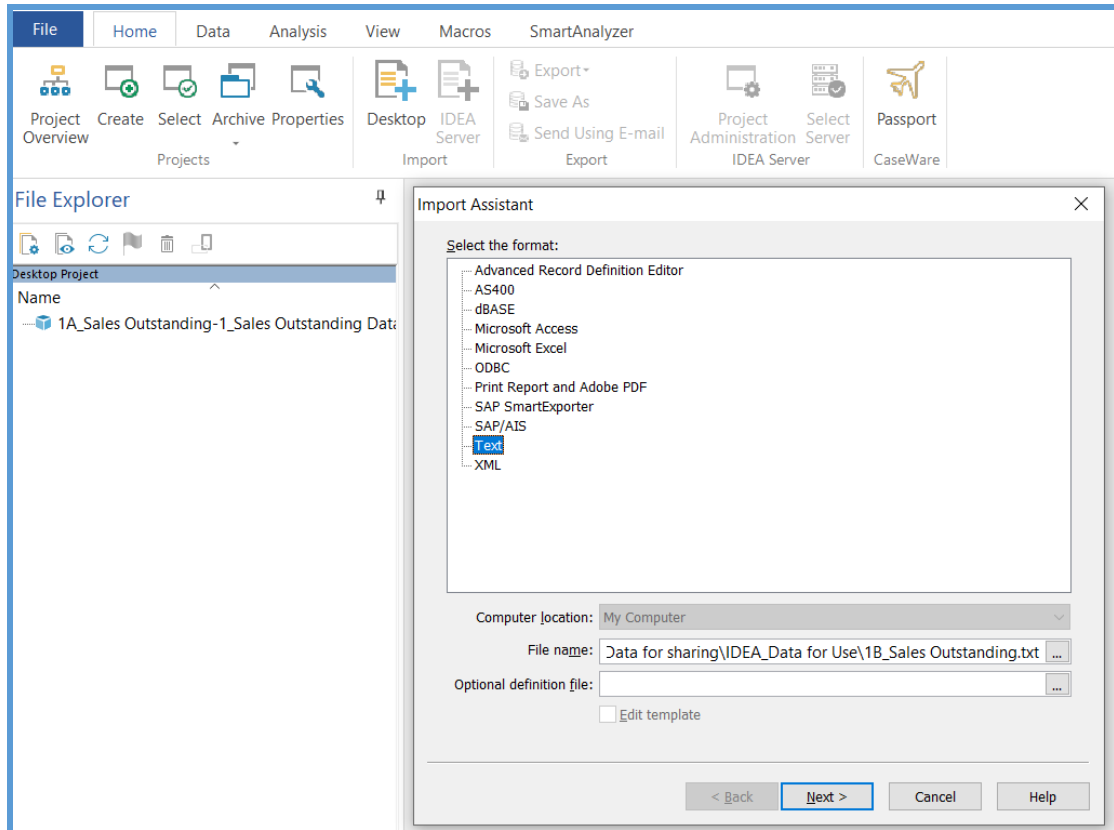 File Home Data Analysis View Macros SmartAnalyzer
Project Overview
Create
Select
Archive
Properties
Projects
Desktop
IDEA Server
Import
Export
Save As
Send Using E-mail
Export
Project Administration
Select Server
IDEA Server
Passport
CaseWare
File Explorer
Desktop Project
Name
1A_Sales Outstanding-1_Sales Outstanding Data
Import Assistant
Select the format:
Advanced Record Definition Editor
AS400
dBASE
Microsoft Access
Microsoft Excel
ODBC
Print Report and Adobe PDF
SAP SmartExporter
SAP/AIS
Text
XML
Computer location: My Computer
File name: Data for sharing\IDEA_Data for Use\1B_Sales Outstanding.txt ...
Optional definition file: ...
Edit template
< Back Next > Cancel Help